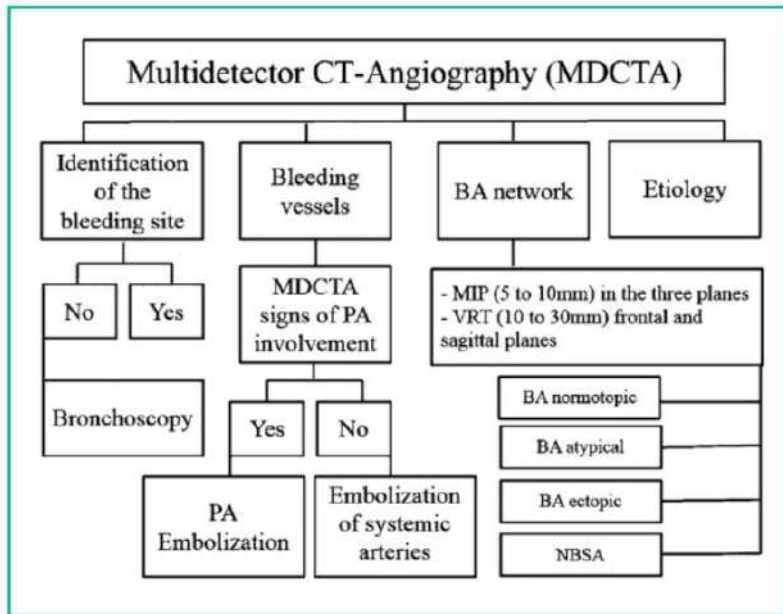 Multidetector CT-Angiography (MDCTA)
Identification
of the
bleeding site
Bleeding
vessels
BA network
Etiology
No
Yes
MDCTA
signs of PA
involvement
- MIP (5 to 10mm) in the three planes
- VRT (10 to 30mm) frontal and
sagittal planes
Bronchoscopy
Yes
No
BA normotopic
BA atypical
PA
Embolization
Embolization
of systemic
arteries
BA ectopic
NBSA